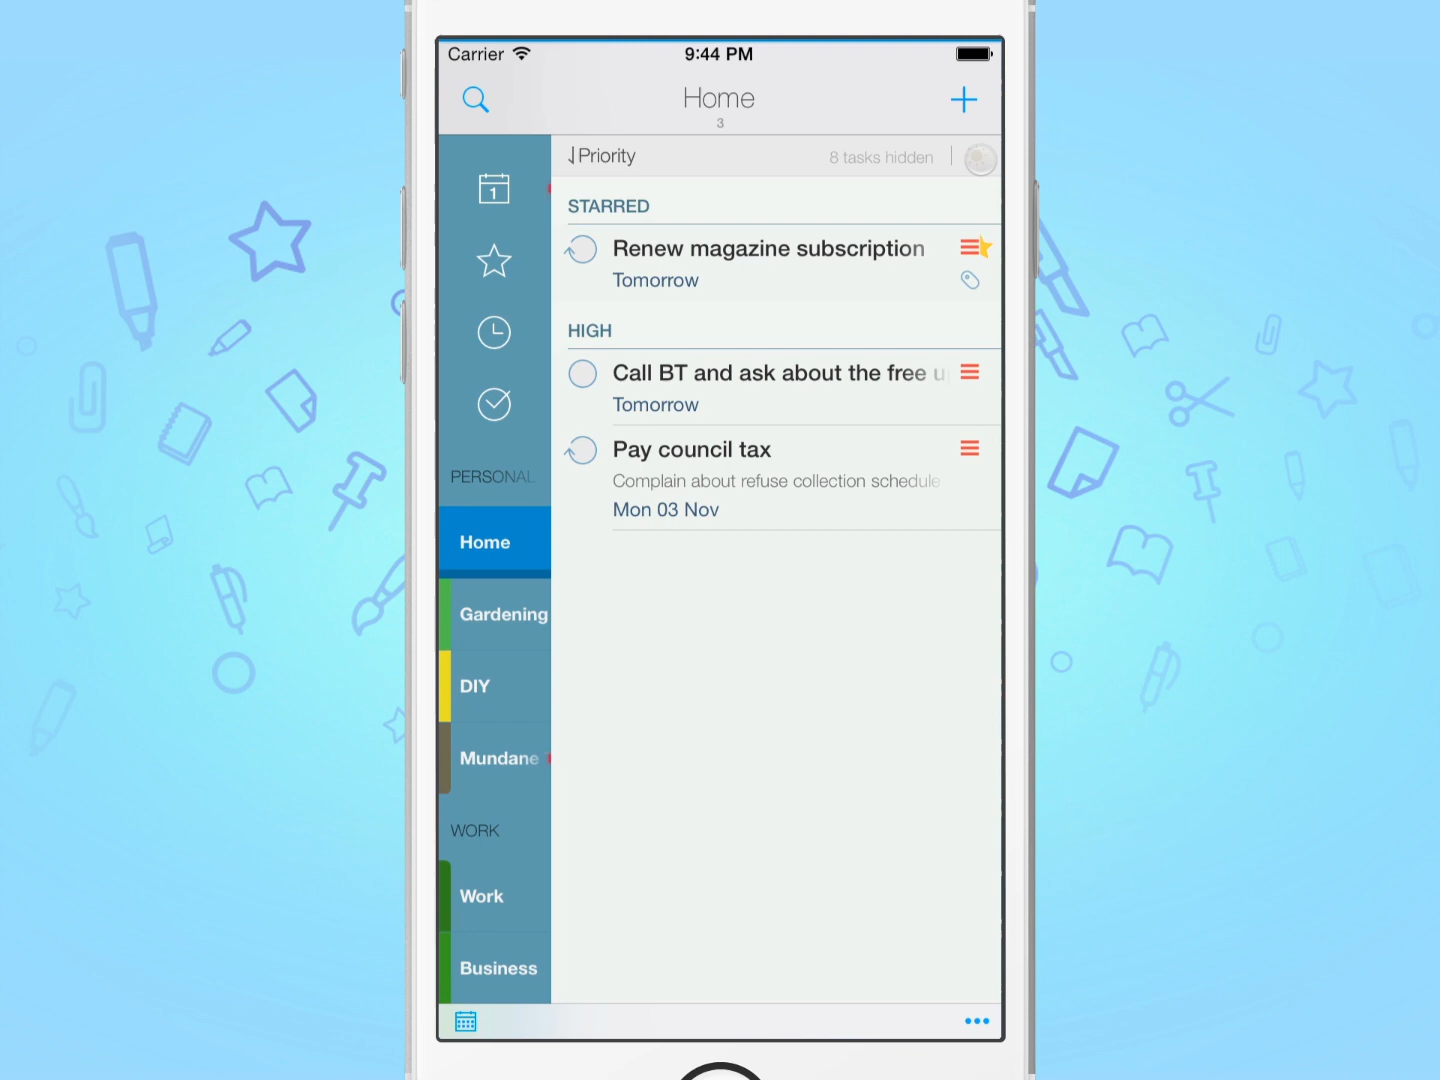 Carrier 9:44 PM
Home
3
Priority 8 tasks hidden
1
STARRED
Renew magazine subscription
Tomorrow
HIGH
Call BT and ask about the free
Tomorrow
Pay council tax
Complain about refuse collection schedule
Mon 03 Nov
PERSONAL
Home
Gardening
DIY
Mundane
WORK
Work
Business